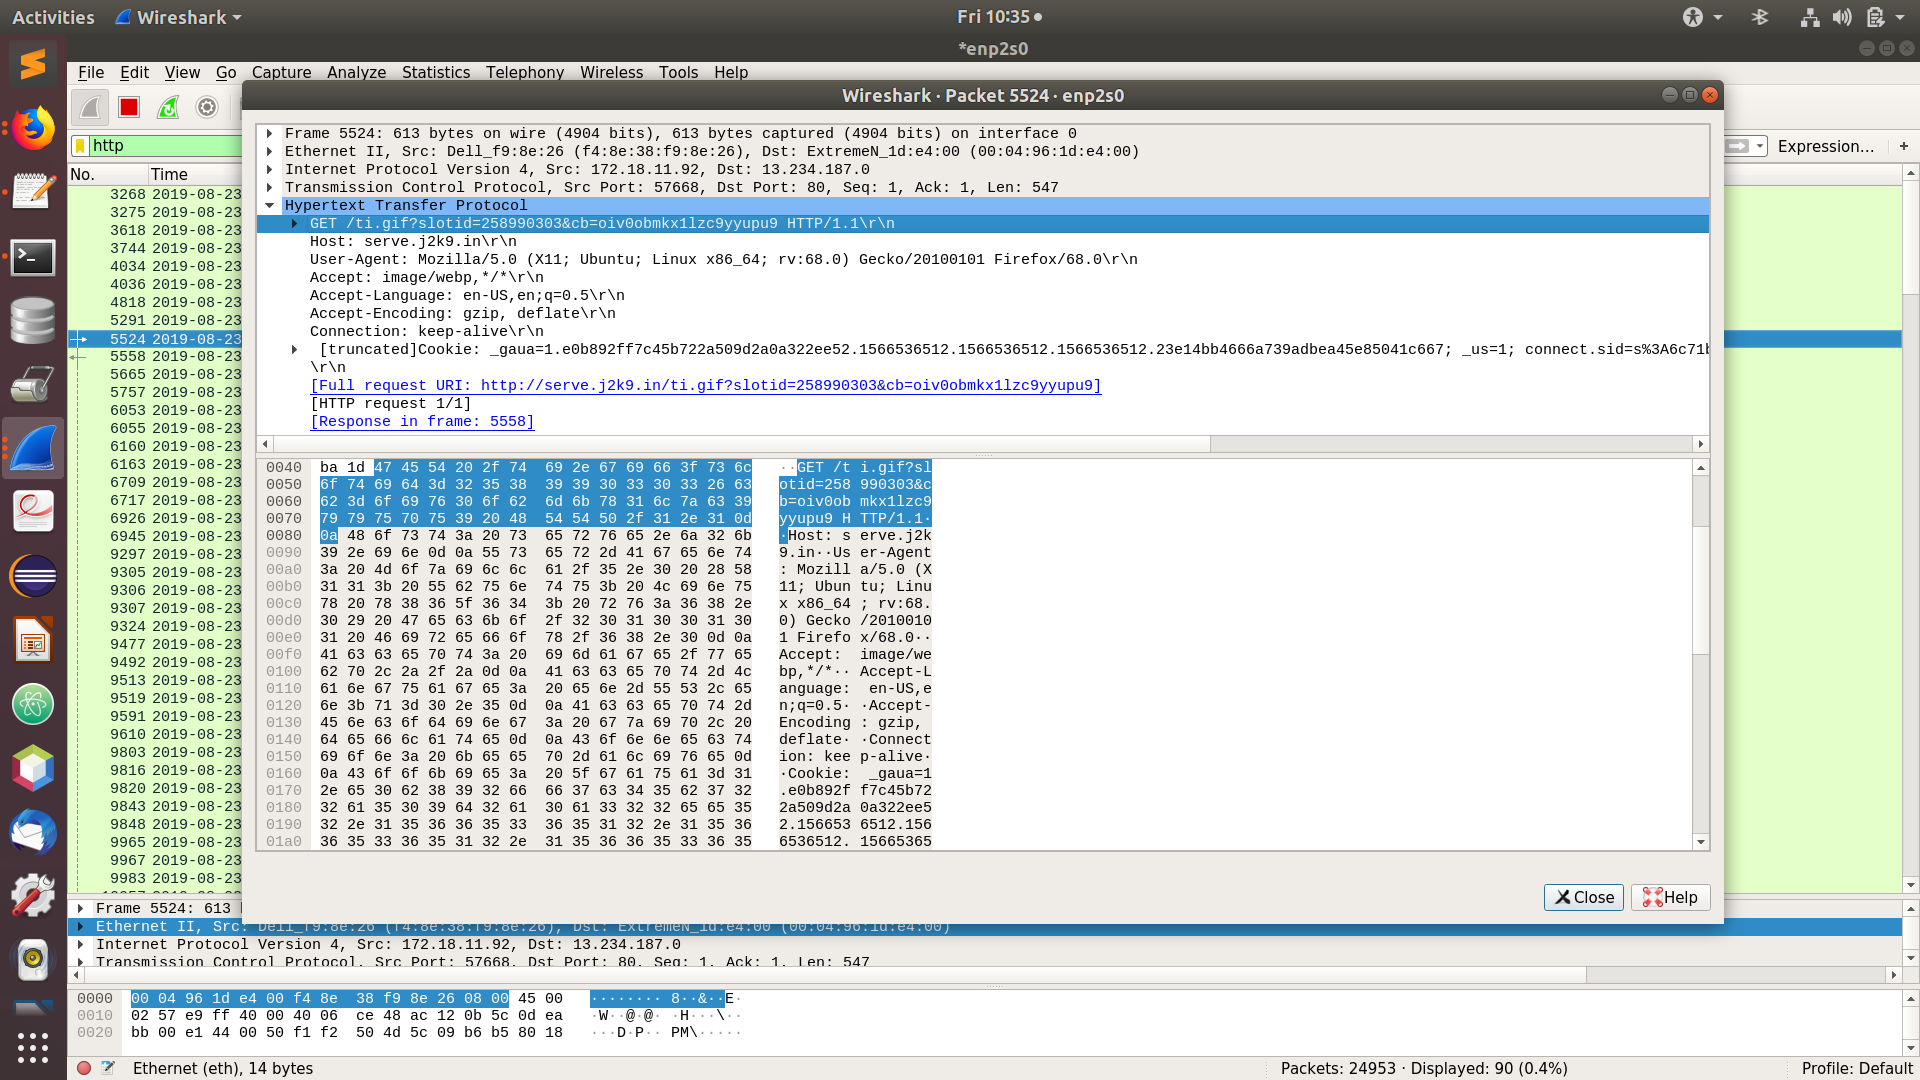 Activities
Wireshark
Fri 10:35
*enp2s0
File Edit View Go Capture Analyze Statistics Telephony Wireless Tools Help
Wireshark · Packet 5524 · enp2s0
http
Expression…
+
No. Time
3268 2019-08-23
3275 2019-08-23
3618 2019-08-23
3744 2019-08-23
4034 2019-08-23
4036 2019-08-23
4818 2019-08-23
5291 2019-08-23
5524 2019-08-23
5558 2019-08-23
5665 2019-08-23
5757 2019-08-23
6053 2019-08-23
6055 2019-08-23
6160 2019-08-23
6163 2019-08-23
6709 2019-08-23
6717 2019-08-23
6926 2019-08-23
6945 2019-08-23
9297 2019-08-23
9305 2019-08-23
9306 2019-08-23
9307 2019-08-23
9324 2019-08-23
9477 2019-08-23
9492 2019-08-23
9513 2019-08-23
9519 2019-08-23
9591 2019-08-23
9610 2019-08-23
9803 2019-08-23
9816 2019-08-23
9820 2019-08-23
9843 2019-08-23
9848 2019-08-23
9965 2019-08-23
9967 2019-08-23
9983 2019-08-23
Frame 5524: 613 bytes on wire (4904 bits), 613 bytes captured (4904 bits) on interface 0
Ethernet II, Src: Dell_f9:8e:26 (f4:8e:38:f9:8e:26), Dst: ExtremeN_1d:e4:00 (00:04:96:1d:e4:00)
Internet Protocol Version 4, Src: 172.18.11.92, Dst: 13.234.187.0
Transmission Control Protocol, Src Port: 57668, Dst Port: 80, Seq: 1, Ack: 1, Len: 547
Hypertext Transfer Protocol
GET /ti.gif?slotid=258990303&cb=oiv0obmkx1lzc9yyupu9 HTTP/1.1\r\n
Host: serve.j2k9.in\r\n
User-Agent: Mozilla/5.0 (X11; Ubuntu; Linux x86_64; rv:68.0) Gecko/20100101 Firefox/68.0\r\n
Accept: image/webp,*/*\r\n
Accept-Language: en-US,en;q=0.5\r\n
Accept-Encoding: gzip, deflate\r\n
Connection: keep-alive\r\n
[truncated]Cookie: _gaua=1.e0b892ff7c45b722a509d2a0a322ee52.1566536512.1566536512.1566536512.23e14bb4666a739adbea45e85041c667; _us=1; connect.sid=s%3A6c71b
\r\n
[Full request URI: http://serve.j2k9.in/ti.gif?slotid=258990303&cb=oiv0obmkx1lzc9yyupu9]
[HTTP request 1/1]
[Response in frame: 5558]
0040 ba 1d 47 45 54 20 2f 74 69 2e 67 69 66 3f 73 6c ··GET /t i.gif?sl
0050 6f 74 69 64 3d 32 35 38 39 39 30 33 30 33 26 63 otid=258 990303&c
0060 62 3d 6f 69 76 30 6f 62 6d 6b 78 31 6c 7a 63 39 b=oiv0ob mkx1lzc9
0070 79 79 75 70 75 39 20 48 54 54 50 2f 31 2e 31 0d yyupu9 H TTP/1.1·
0080 0a 48 6f 73 74 3a 20 73 65 72 76 65 2e 6a 32 6b ·Host: s erve.j2k
0090 39 2e 69 6e 0d 0a 55 73 65 72 2d 41 67 65 6e 74 9.in··Us er-Agent
00a0 3a 20 4d 6f 7a 69 6c 6c 61 2f 35 2e 30 20 28 58 : Mozill a/5.0 (X
00b0 31 31 3b 20 55 62 75 6e 74 75 3b 20 4c 69 6e 75 11; Ubun tu; Linu
00c0 78 20 78 38 36 5f 36 34 3b 20 72 76 3a 36 38 2e x x86_64 ; rv:68.
00d0 30 29 20 47 65 63 6b 6f 2f 32 30 31 30 30 31 30 0) Gecko /2010010
00e0 31 20 46 69 72 65 66 6f 78 2f 36 38 2e 30 0d 0a 1 Firefo x/68.0··
00f0 41 63 63 65 70 74 3a 20 69 6d 61 67 65 2f 77 65 Accept: image/we
0100 62 70 2c 2a 2f 2a 0d 0a 41 63 63 65 70 74 2d 4c bp,*/*·· Accept-L
0110 61 6e 67 75 61 67 65 3a 20 65 6e 2d 55 53 2c 65 anguage: en-US,e
0120 6e 3b 71 3d 30 2e 35 0d 0a 41 63 63 65 70 74 2d n;q=0.5· ·Accept-
0130 45 6e 63 6f 64 69 6e 67 3a 20 67 7a 69 70 2c 20 Encoding : gzip,
0140 64 65 66 6c 61 74 65 0d 0a 43 6f 6e 6e 65 63 74 deflate· ·Connect
0150 69 6f 6e 3a 20 6b 65 65 70 2d 61 6c 69 76 65 0d ion: kee p-alive·
0160 0a 43 6f 6f 6b 69 65 3a 20 5f 67 61 75 61 3d 31 ·Cookie: _gaua=1
0170 2e 65 30 62 38 39 32 66 66 37 63 34 35 62 37 32 .e0b892f f7c45b72
0180 32 61 35 30 39 64 32 61 30 61 33 32 32 65 65 35 2a509d2a 0a322ee5
0190 32 2e 31 35 36 36 35 33 36 35 31 32 2e 31 35 36 2.156653 6512.156
01a0 36 35 33 36 35 31 32 2e 31 35 36 36 35 33 36 35 6536512. 15665365
Close
Help
Frame 5524: 613
Ethernet II, Src: Dell_f9:8e:26 (f4:8e:38:f9:8e:26), Dst: ExtremeN_1d:e4:00 (00:04:96:1d:e4:00)
Internet Protocol Version 4, Src: 172.18.11.92, Dst: 13.234.187.0
Transmission Control Protocol, Src Port: 57668, Dst Port: 80, Seq: 1, Ack: 1, Len: 547
0000 00 04 96 1d e4 00 f4 8e 38 f9 8e 26 08 00 45 00 ········ 8··&··E·
0010 02 57 e9 ff 40 00 40 06 ce 48 ac 12 0b 5c 0d ea ·W··@·@· ·H···\··
0020 bb 00 e1 44 00 50 f1 f2 50 4d 5c 09 b6 b5 80 18 ···D·P·· PM\·····
Ethernet (eth), 14 bytes
Packets: 24953 · Displayed: 90 (0.4%)
Profile: Default